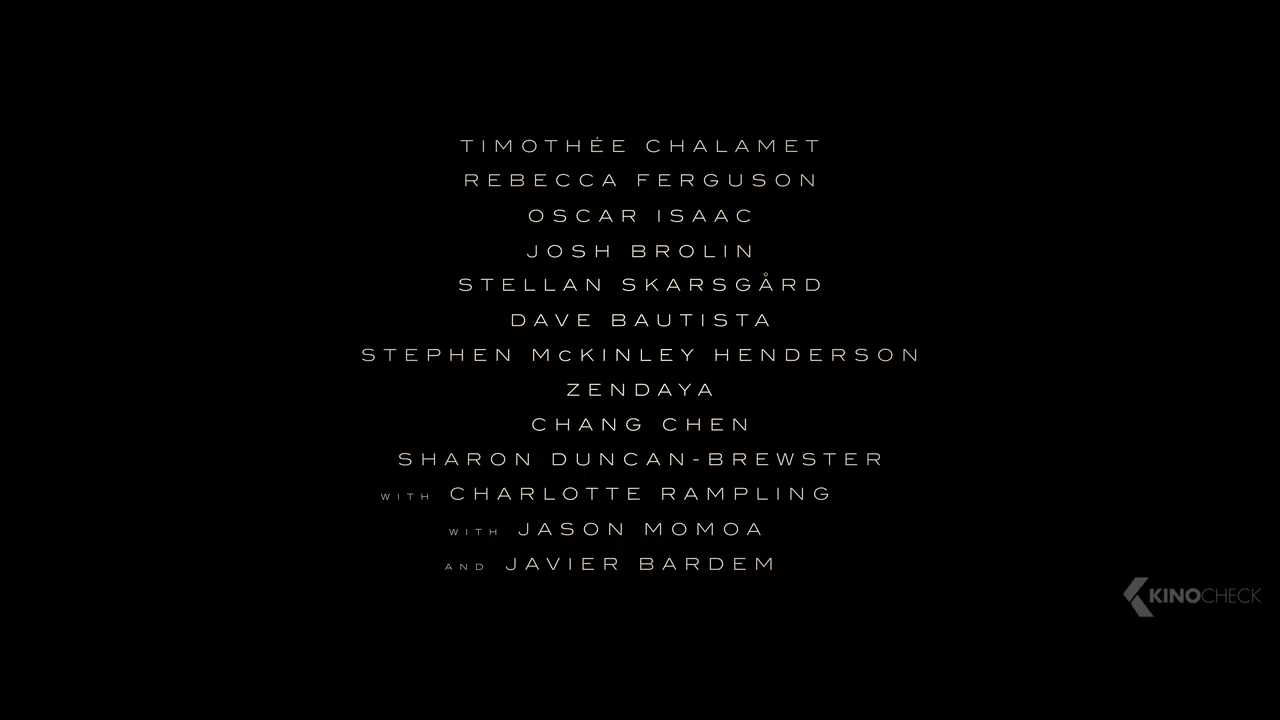 TIMOTHÉE CHALAMET
REBECCA FERGUSON
OSCAR ISAAC
JOSH BROLIN
STELLAN SKARSGÅRD
DAVE BAUTISTA
STEPHEN McKINLEY HENDERSON
ZENDAYA
CHANG CHEN
SHARON DUNCAN-BREWSTER
WITH CHARLOTTE RAMPLING
WITH JASON MOMOA
AND JAVIER BARDEM
KINOCHECK